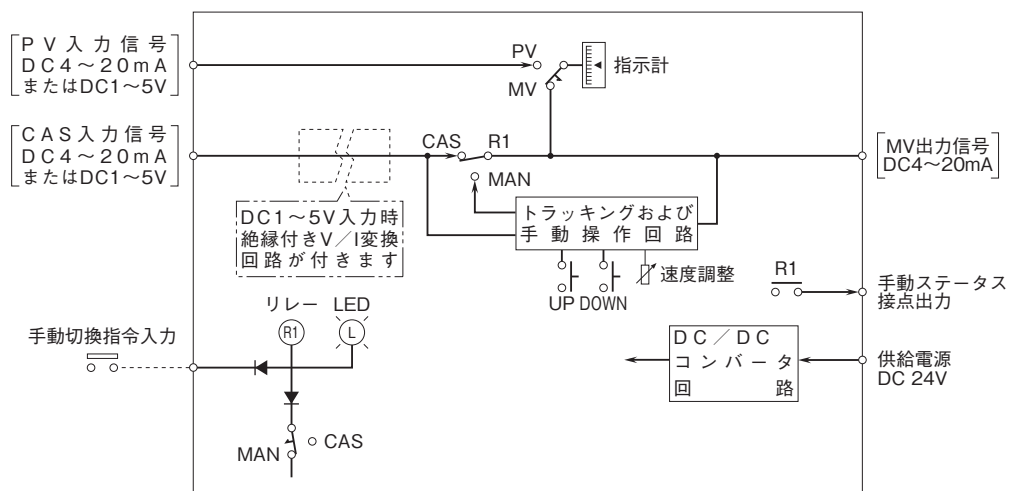 PV入力信号
DC4～20mA
またはDC1～5V
PV
MV
指示計
CAS入力信号
DC4～20mA
またはDC1～5V
CAS
R1
MAN
MV出力信号
DC4～20mA
DC1～5V入力時
絶縁付きV／I変換
回路が付きます
トラッキングおよび
手動操作回路
UP
DOWN
速度調整
R1
手動ステータス
接点出力
リレー
LED
R1
L
手動切換指令入力
DC／DC
コンバータ
回路
供給電源
DC 24V
MAN
CAS